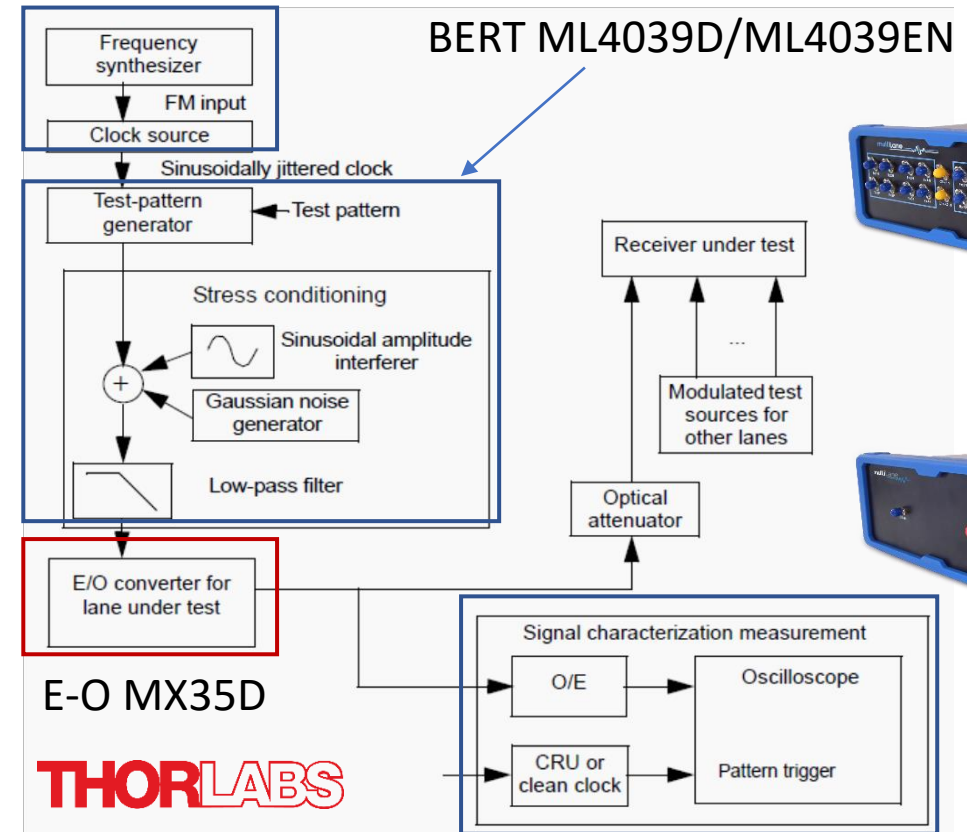 BERT ML4039D/ML4039EN
Frequency
synthesizer
FM input
Clock source
Sinusoidally jittered clock
Test-pattern
generator
Test pattern
Stress conditioning
Sinusoidal amplitude
interferer
+
Gaussian noise
generator
Low-pass filter
E/O converter for
lane under test
E-O MX35D
THORLABS
Receiver under test
...
Modulated test
sources for
other lanes
Optical
attenuator
Signal characterization measurement
O/E
Oscilloscope
CRU or
clean clock
Pattern trigger
multiLane